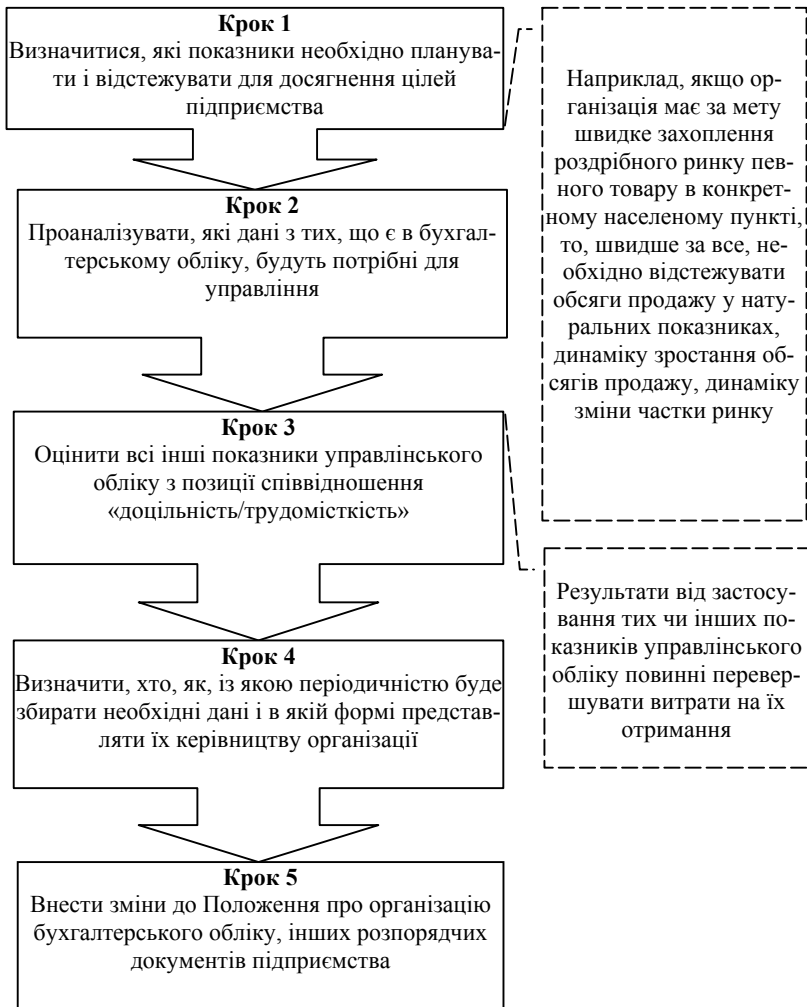 Крок 1
Визначитися, які показники необхідно планува-
ти і відстежувати для досягнення цілей
підприємства
Наприклад, якщо ор-
ганізація має за мету
швидке захоплення
роздрібного ринку пев-
ного товару в конкрет-
ному населеному пункті,
то, швидше за все, не-
обхідно відстежувати
обсяги продажу у нату-
ральних показниках,
динаміку зростання об-
сягів продажу, динаміку
зміни частки ринку
Крок 2
Проаналізувати, які дані з тих, що є в бухгал-
терському обліку, будуть потрібні для
управління
Крок 3
Оцінити всі інші показники управлінського
обліку з позиції співвідношення
«доцільність/трудомісткість»
Результати від застосу-
вання тих чи інших по-
казників управлінського
обліку повинні перевер-
шувати витрати на їх
отримання
Крок 4
Визначити, хто, як, із якою періодичністю буде
збирати необхідні дані і в якій формі представ-
ляти їх керівництву організації
Крок 5
Внести зміни до Положення про організацію
бухгалтерського обліку, інших розпорядчих
документів підприємства